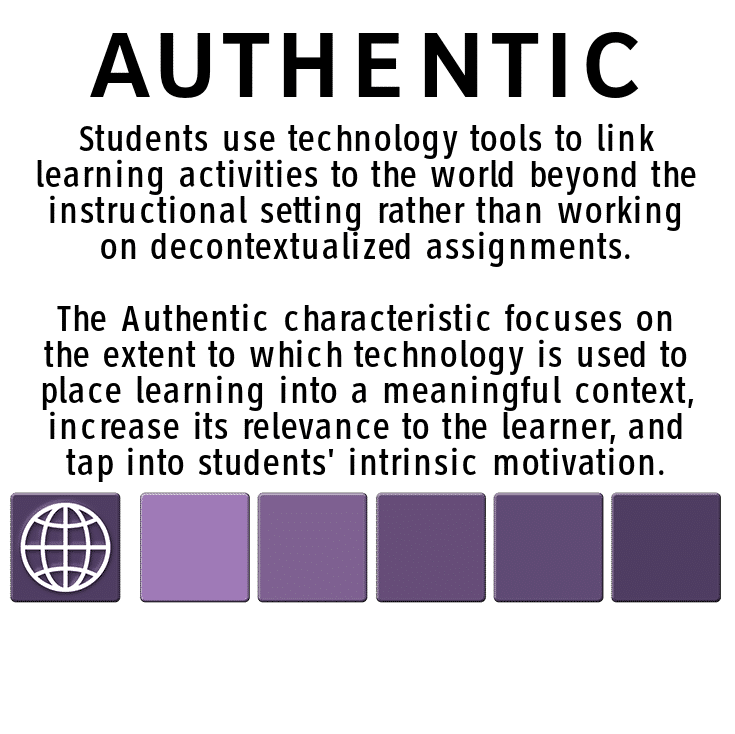 AUTHENTIC
Students use technology tools to link
learning activities to the world beyond the
instructional setting rather than working
on decontextualized assignments.
The Authentic characteristic focuses on
the extent to which technology is used to
place learning into a meaningful context,
increase its relevance to the learner, and
tap into students' intrinsic motivation.